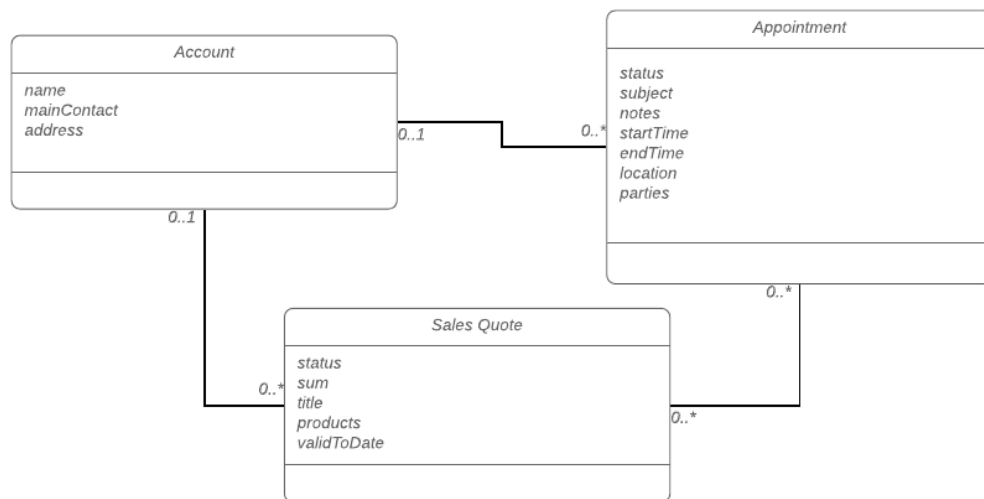 Account
name
mainContact
address
0..1
0..1
Appointment
status
subject
notes
startTime
endTime
location
parties
0..*
0..*
Sales Quote
status
sum
title
products
validToDate
0..*
0..*